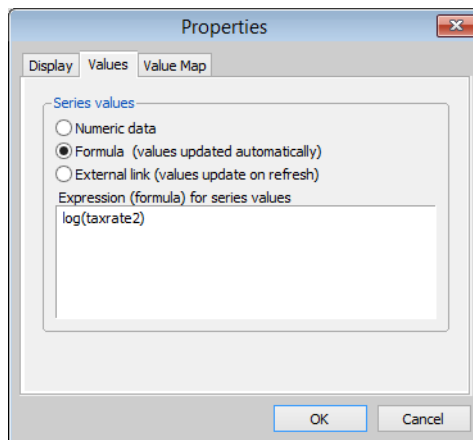 Properties
Display Values Value Map
Series values
Numeric data
Formula (values updated automatically)
External link (values update on refresh)
Expression (formula) for series values
log(taxrate2)
OK Cancel